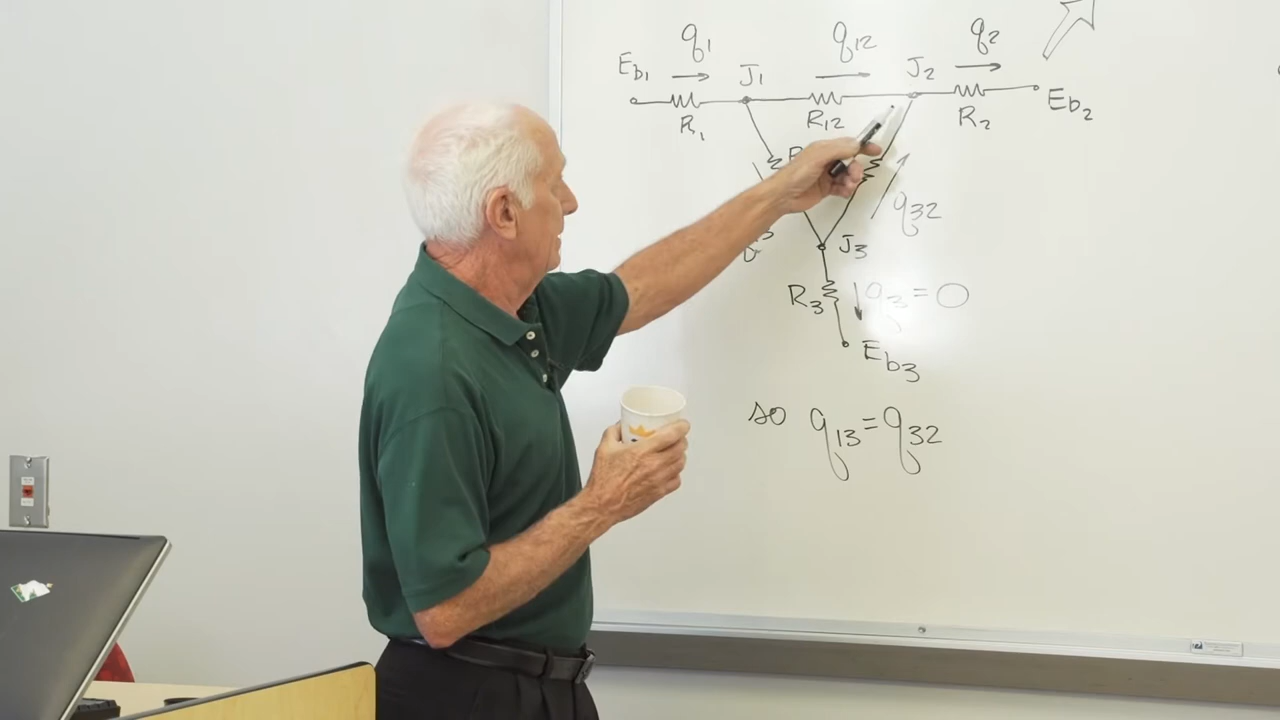 q1 q12 q2
Eb1 J1 J2 Eb2
R1 R12 R2
q32
J3
R3 q3 = 0
Eb3
so q13 = q32